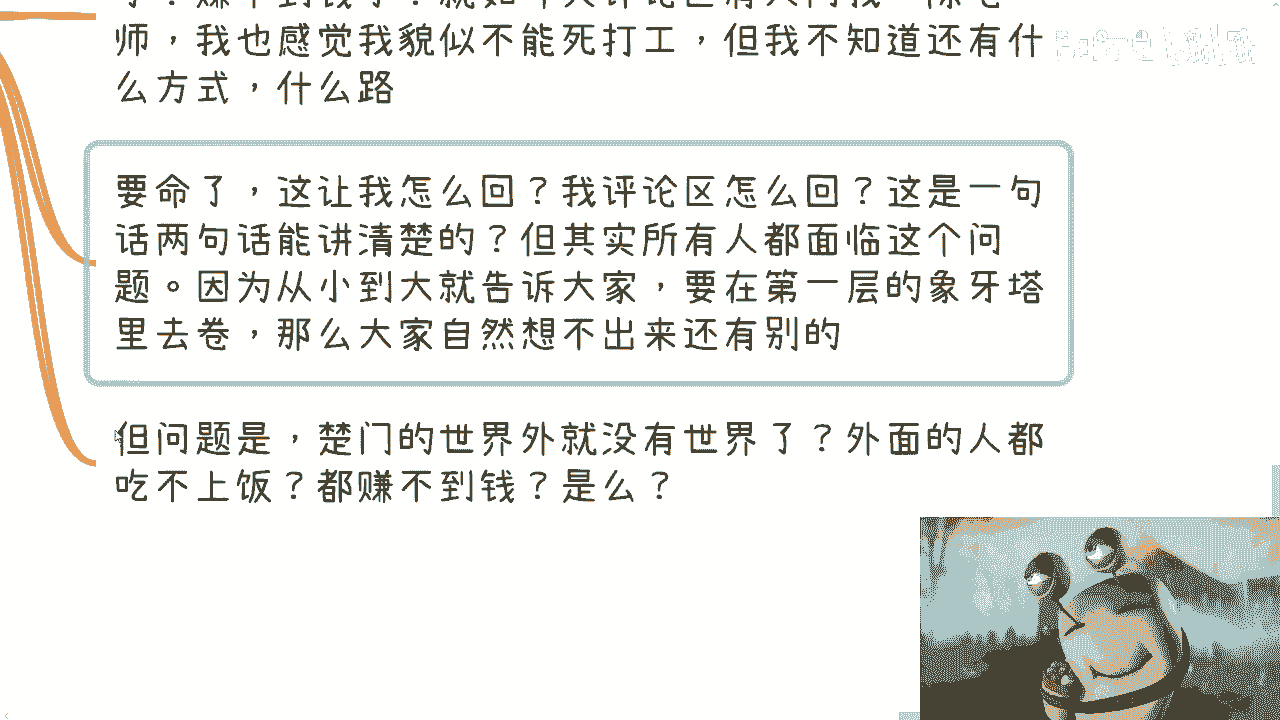 师，我也感觉我貌似不能死打工，但我不知道还有什
么方式，什么路
要命了，这让我怎么回？我评论区怎么回？这是一句
话两句话能讲清楚的？但其实所有人都面临这个问
题。因为从小到大就告诉大家，要在第一层的象牙塔
里去卷，那么大家自然想不出来还有别的
但问题是，楚门的世界外就没有世界了？外面的人都
吃不上饭？都赚不到钱？是么？